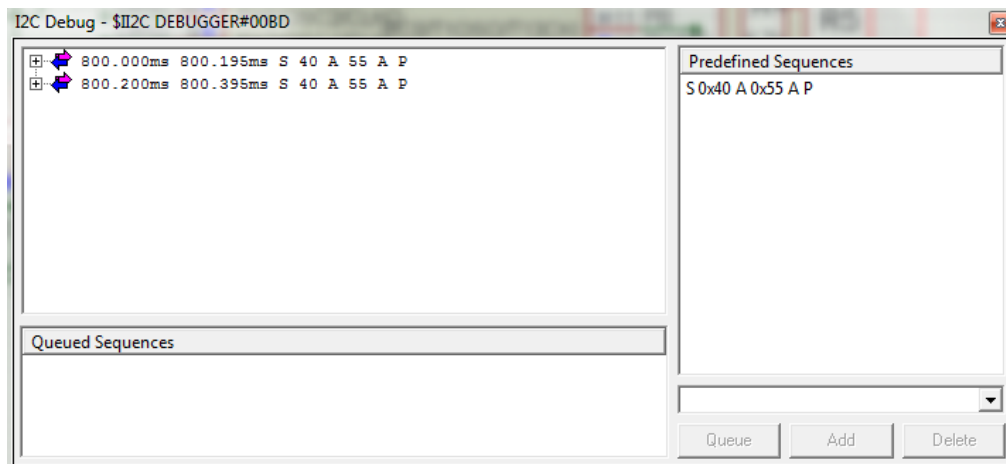 I2C Debug - $II2C DEBUGGER#00BD
800.000ms 800.195ms S 40 A 55 A P
800.200ms 800.395ms S 40 A 55 A P
Predefined Sequences
S 0x40 A 0x55 A P
Queued Sequences
Queue Add Delete